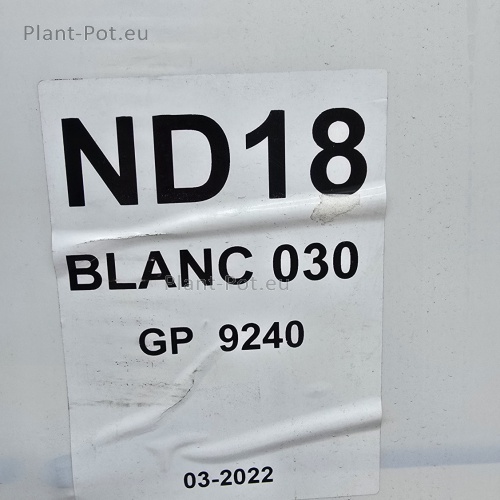 Plant-Pot.eu
ND18
BLANC 030
Plant-Pot.eu
GP 9240
03-2022